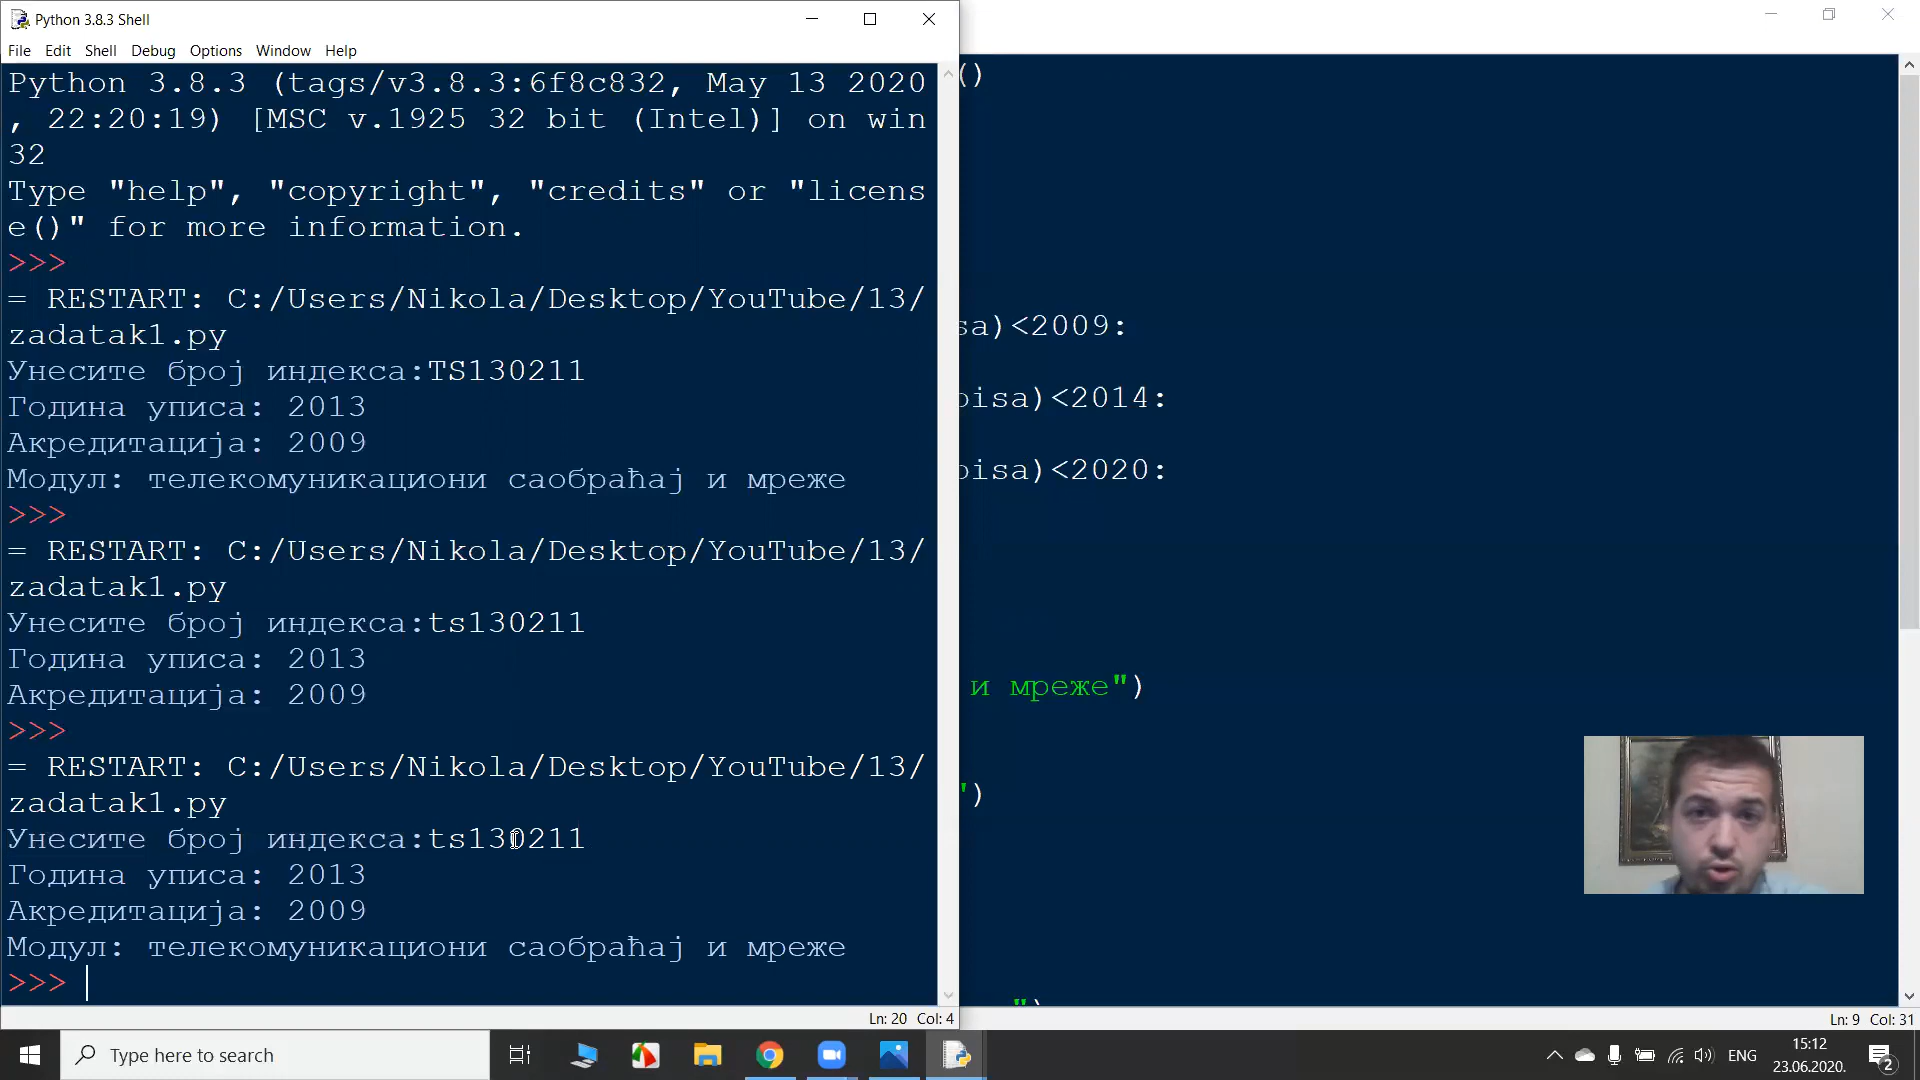 Python 3.8.3 Shell
File Edit Shell Debug Options Window Help
Python 3.8.3 (tags/v3.8.3:6f8c832, May 13 2020
, 22:20:19) [MSC v.1925 32 bit (Intel)] on win
32
Type "help", "copyright", "credits" or "licens
e()" for more information.
>>>
= RESTART: C:/Users/Nikola/Desktop/YouTube/13/
zadatak1.py
Унесите број индекса:TS130211
Година уписа: 2013
Акредитација: 2009
Модул: телекомуникациони саобраћај и мреже
>>>
= RESTART: C:/Users/Nikola/Desktop/YouTube/13/
zadatak1.py
Унесите број индекса:ts130211
Година уписа: 2013
Акредитација: 2009
>>>
= RESTART: C:/Users/Nikola/Desktop/YouTube/13/
zadatak1.py
Унесите број индекса:ts130211
Година уписа: 2013
Акредитација: 2009
Модул: телекомуникациони саобраћај и мреже
>>>
Ln: 20 Col: 4
()
sa)<2009:
pisa)<2014:
pisa)<2020:
и мреже")
")
")
Ln: 9 Col: 31
Type here to search
ENG
15:12
23.06.2020.
2